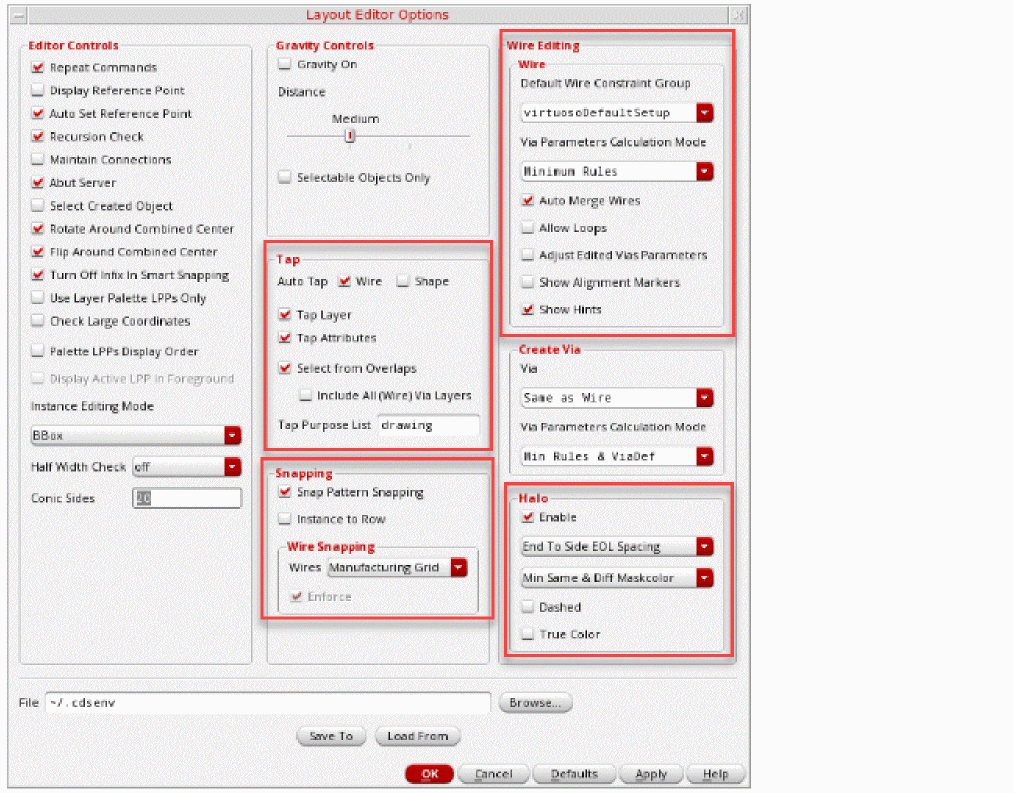 Layout Editor Options
Editor Controls
Repeat Commands
Display Reference Point
Auto Set Reference Point
Recursion Check
Maintain Connections
Abut Server
Select Created Object
Rotate Around Combined Center
Flip Around Combined Center
Turn Off Infix In Smart Snapping
Use Layer Palette LPPs Only
Check Large Coordinates
Palette LPPs Display Order
Display Active LPP in Foreground
Instance Editing Mode
BBox
Half Width Check off
Conic Sides 20
Gravity Controls
Gravity On
Distance
Medium
Selectable Objects Only
Tap
Auto Tap Wire Shape
Tap Layer
Tap Attributes
Select from Overlaps
Include All (Wire) Via Layers
Tap Purpose List drawing
Snapping
Snap Pattern Snapping
Instance to Row
Wire Snapping
Wires Manufacturing Grid
Enforce
Wire Editing
Wire
Default Wire Constraint Group
virtuosoDefaultSetup
Via Parameters Calculation Mode
Minimum Rules
Auto Merge Wires
Allow Loops
Adjust Edited Vias Parameters
Show Alignment Markers
Show Hints
Create Via
Via
Same as Wire
Via Parameters Calculation Mode
Min Rules & ViaDef
Halo
Enable
End To Side EOL Spacing
Min Same & Diff Maskcolor
Dashed
True Color
File ~/.cdsenv Browse...
Save To Load From
OK Cancel Defaults Apply Help